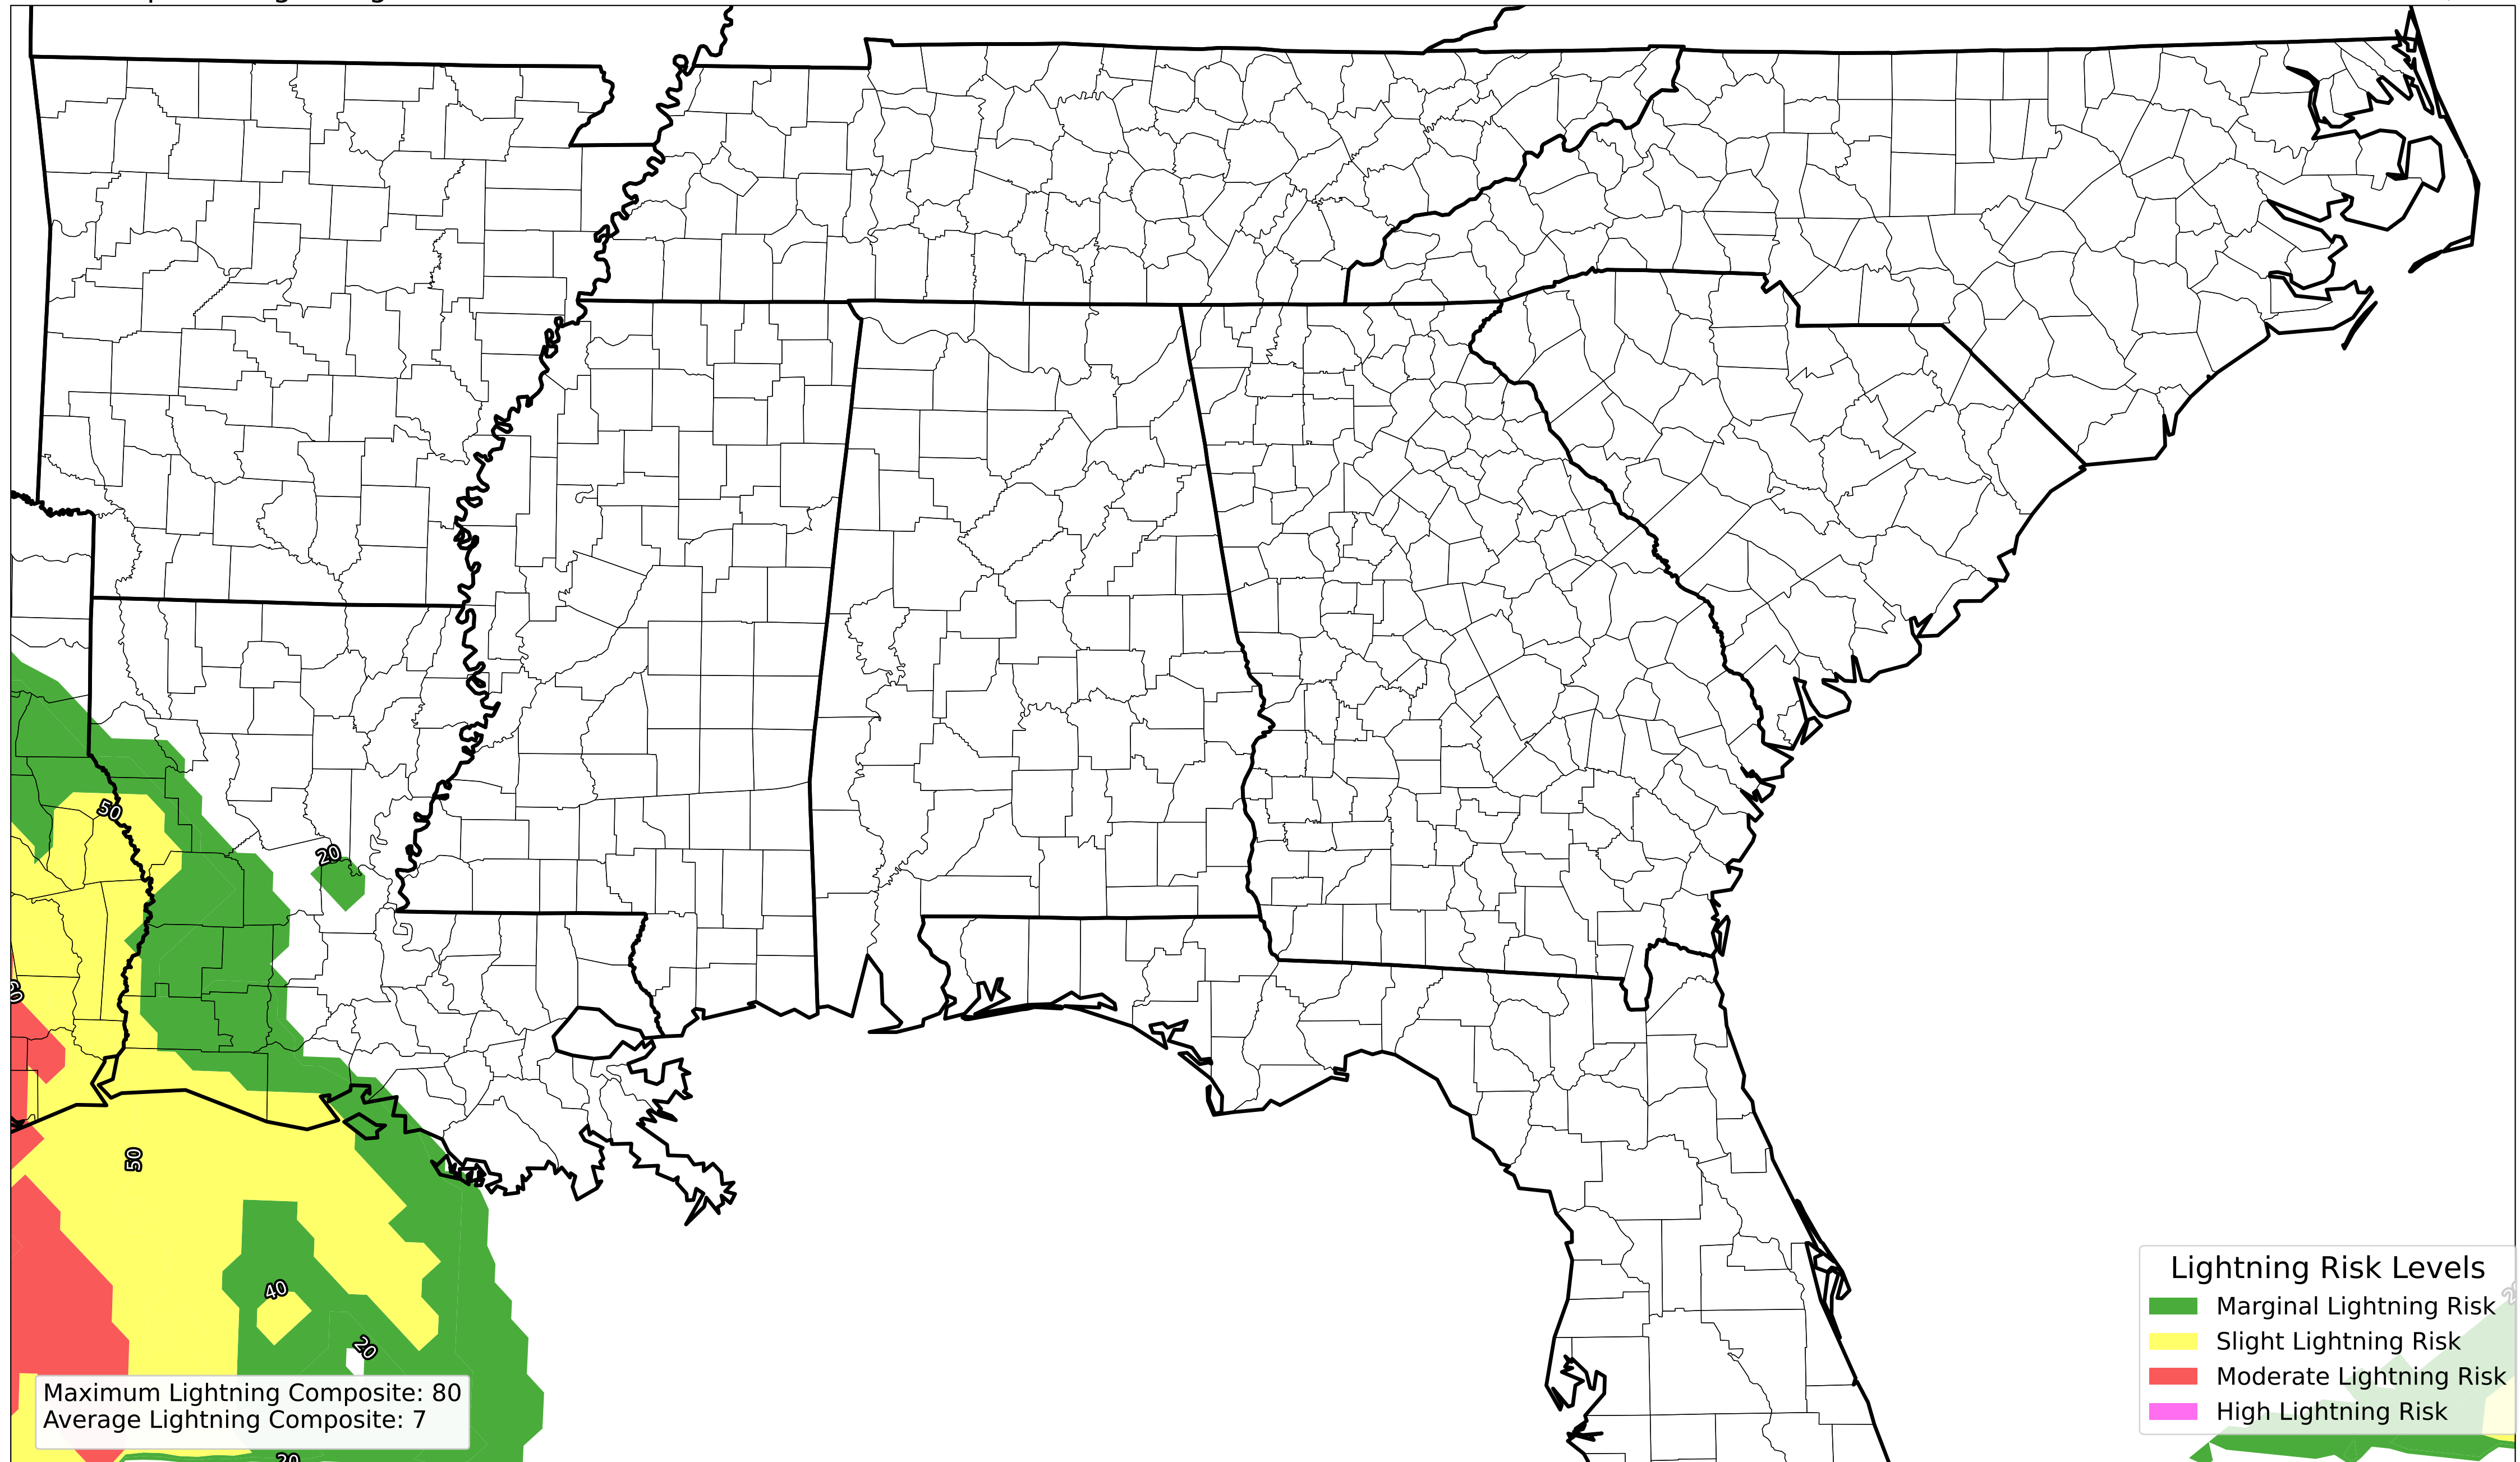 50
20
50
40
20
20
Maximum Lightning Composite: 80
Average Lightning Composite: 7
Lightning Risk Levels
Marginal Lightning Risk
Slight Lightning Risk
Moderate Lightning Risk
High Lightning Risk